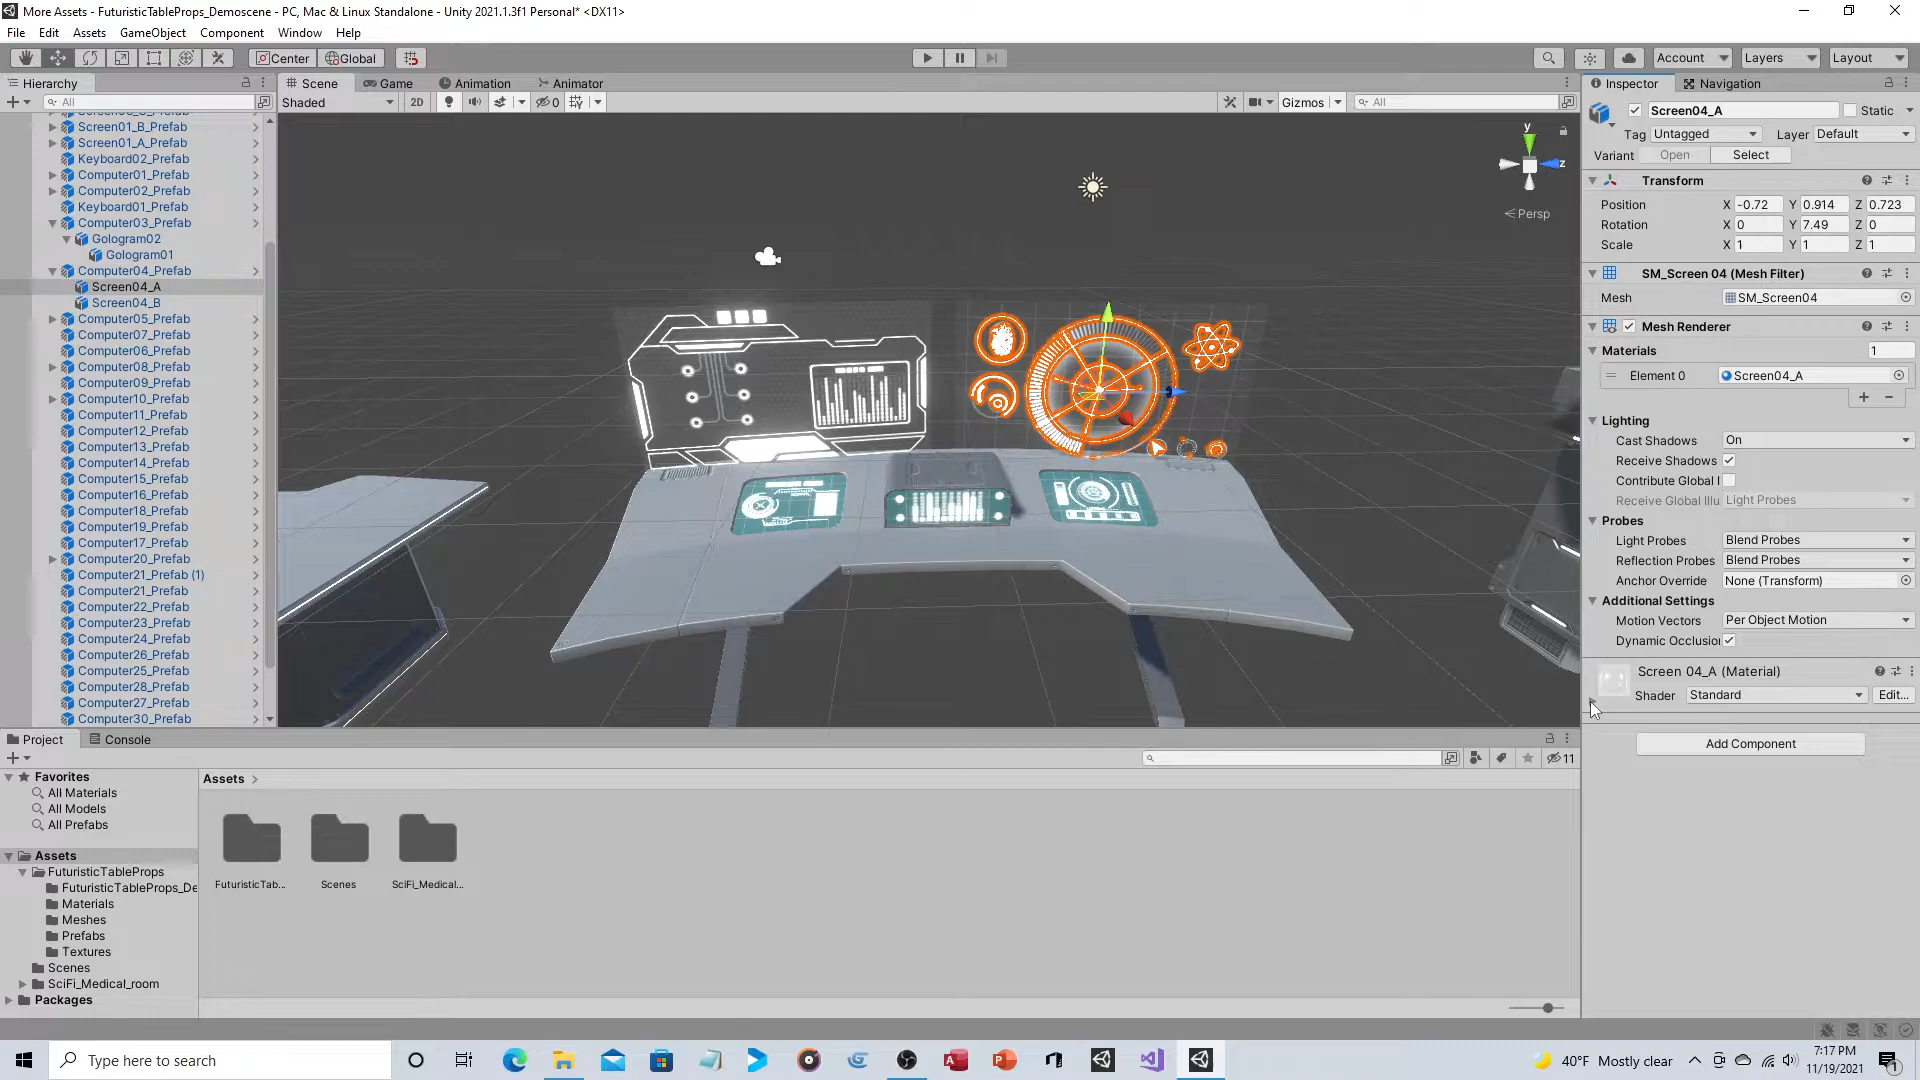 More Assets - FuturisticTableProps_Demoscene - PC, Mac & Linux Standalone - Unity 2021.1.3f1 Personal* <DX11>
File Edit Assets GameObject Component Window Help
Center Global Account Layers Layout
Hierarchy
All
Screen01_B_Prefab
Screen01_A_Prefab
Keyboard02_Prefab
Computer01_Prefab
Computer02_Prefab
Keyboard01_Prefab
Computer03_Prefab
Gologram02
Gologram01
Computer04_Prefab
Screen04_A
Screen04_B
Computer05_Prefab
Computer07_Prefab
Computer06_Prefab
Computer08_Prefab
Computer09_Prefab
Computer10_Prefab
Computer11_Prefab
Computer12_Prefab
Computer13_Prefab
Computer14_Prefab
Computer15_Prefab
Computer16_Prefab
Computer18_Prefab
Computer19_Prefab
Computer17_Prefab
Computer20_Prefab
Computer21_Prefab (1)
Computer21_Prefab
Computer22_Prefab
Computer23_Prefab
Computer24_Prefab
Computer26_Prefab
Computer25_Prefab
Computer28_Prefab
Computer27_Prefab
Computer30_Prefab
Scene Game Animation Animator
Shaded 2D 0 Gizmos All
y
z
Persp
Inspector Navigation
Screen04_A Static
Tag Untagged Layer Default
Variant Open Select
Transform
Position X -0.72 Y 0.914 Z 0.723
Rotation X 0 Y 7.49 Z 0
Scale X 1 Y 1 Z 1
SM_Screen 04 (Mesh Filter)
Mesh SM_Screen04
Mesh Renderer
Materials 1
Element 0 Screen04_A
Lighting
Cast Shadows On
Receive Shadows
Contribute Global I
Receive Global Illu Light Probes
Probes
Light Probes Blend Probes
Reflection Probes Blend Probes
Anchor Override None (Transform)
Additional Settings
Motion Vectors Per Object Motion
Dynamic Occlusion
Screen 04_A (Material)
Shader Standard Edit...
Add Component
Project Console
11
Favorites
All Materials
All Models
All Prefabs
Assets
FuturisticTableProps
FuturisticTableProps_De
Materials
Meshes
Prefabs
Textures
Scenes
SciFi_Medical_room
Packages
Assets
FuturisticTab... Scenes SciFi_Medical...
Type here to search
40°F Mostly clear
7:17 PM
11/19/2021
1